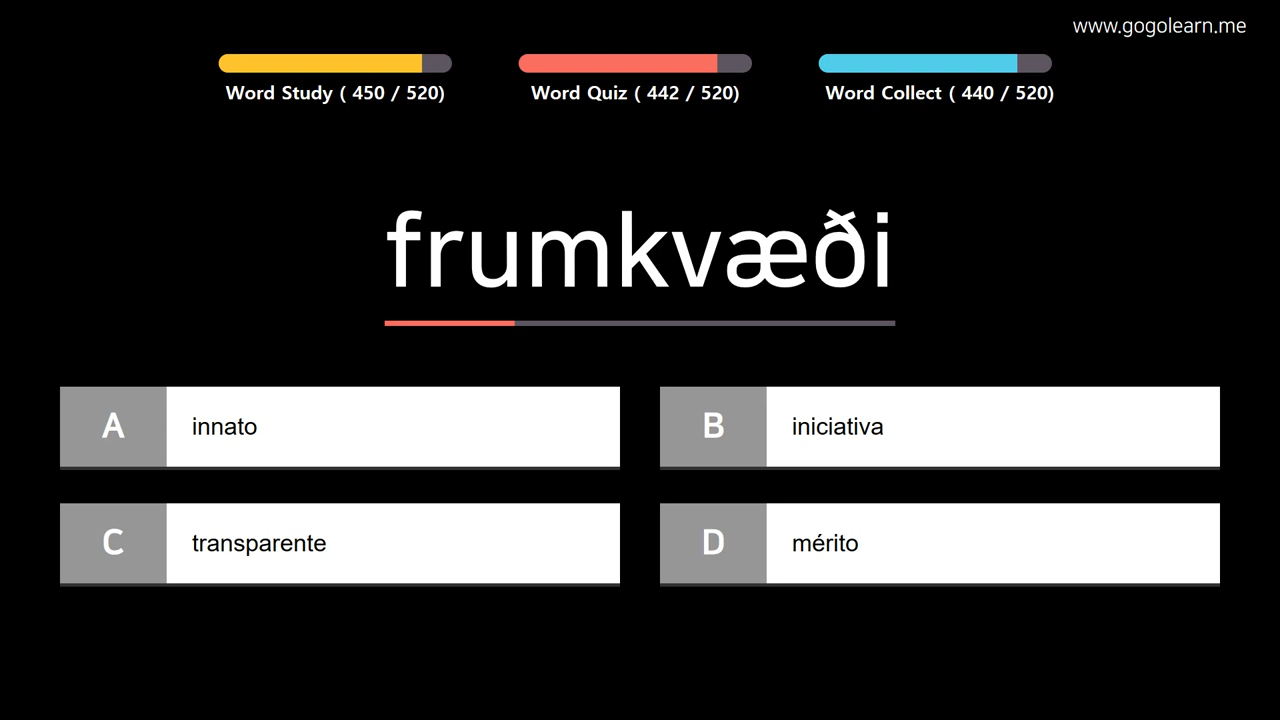 www.gogolearn.me
Word Study ( 450 / 520)
Word Quiz ( 442 / 520)
Word Collect ( 440 / 520)
frumkvæði
A innato
B iniciativa
C transparente
D mérito